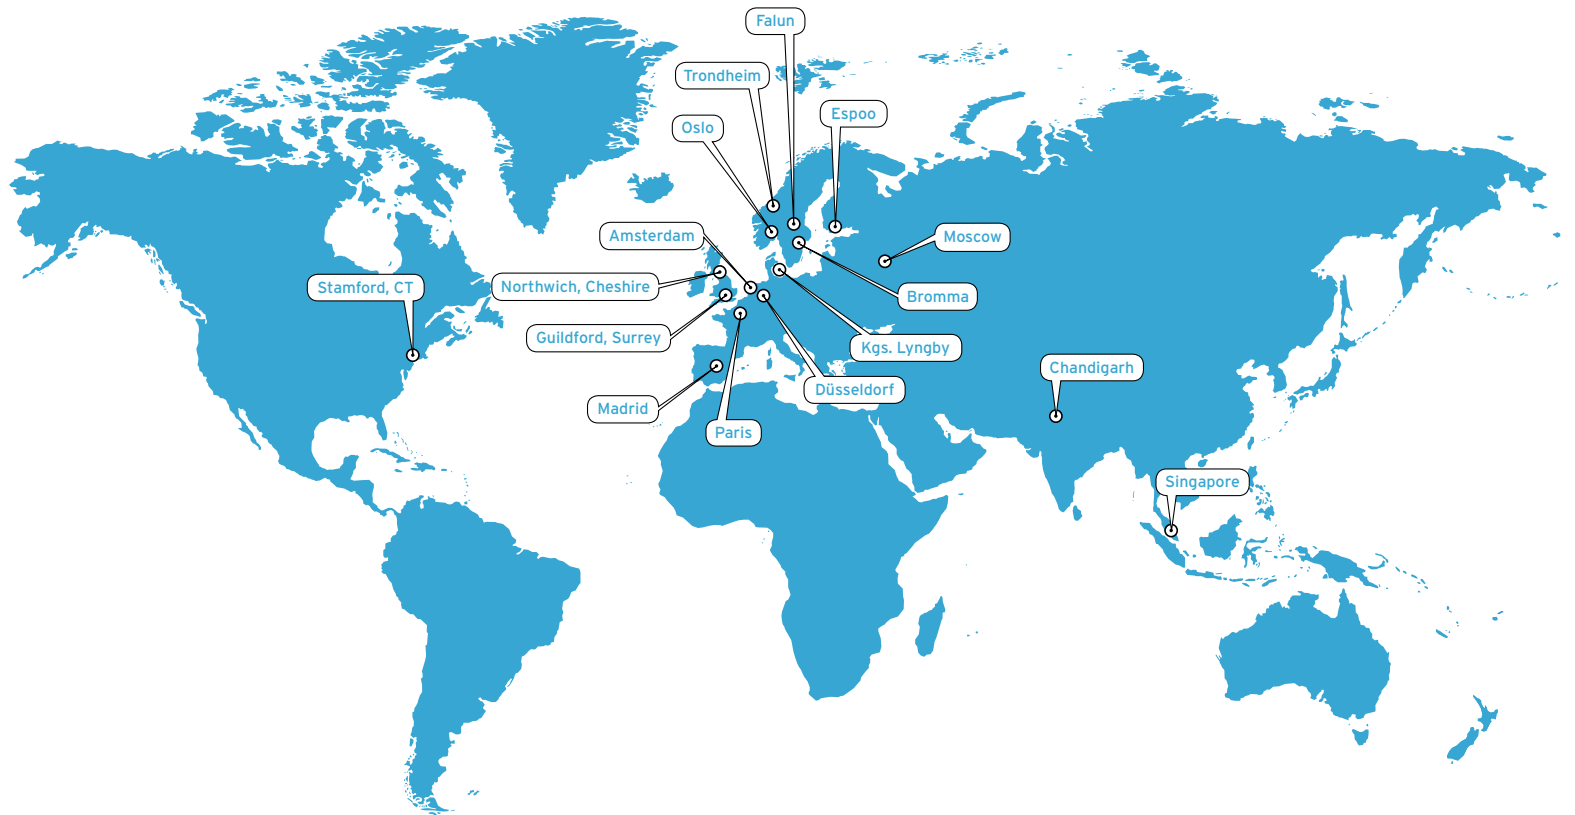 Falun
Trondheim
Espoo
Oslo
Amsterdam
Moscow
Stamford, CT
Northwich, Cheshire
Bromma
Guildford, Surrey
Kgs. Lyngby
Chandigarh
Düsseldorf
Madrid
Paris
Singapore